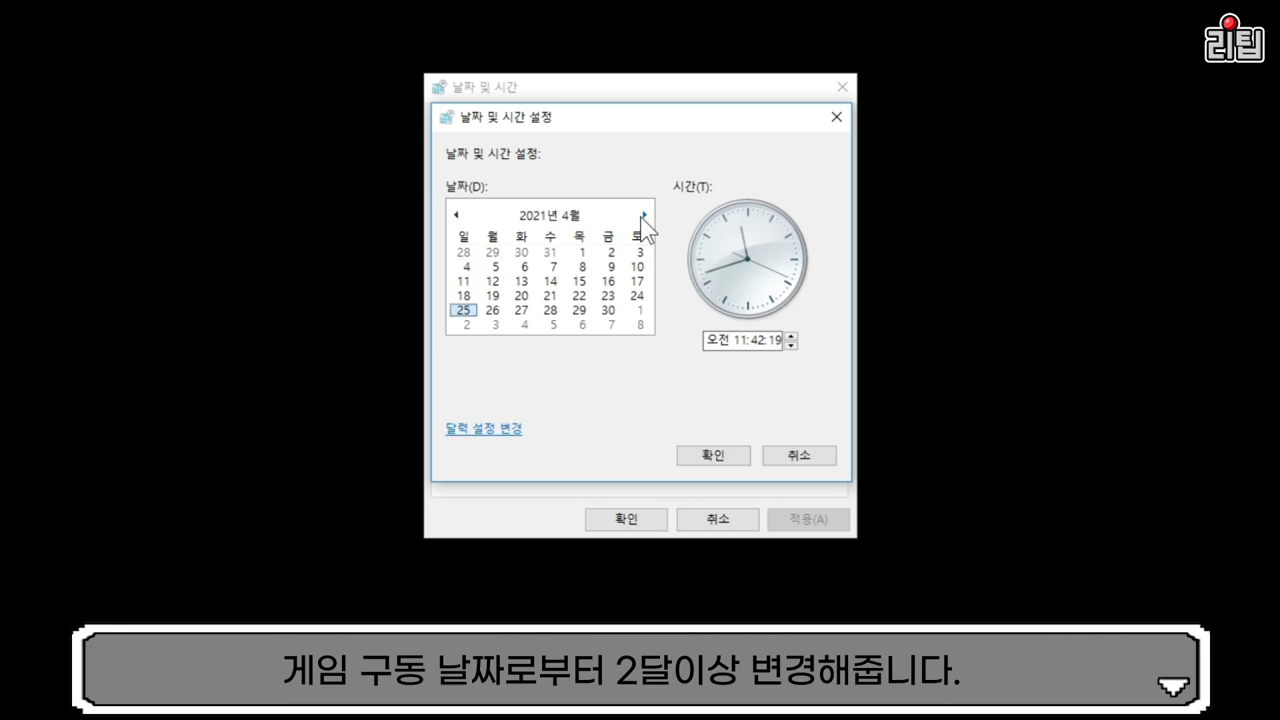 리팁
날짜 및 시간
날짜 및 시간 설정
날짜 및 시간 설정:
날짜(D):
시간(T):
2021년 4월
일 월 화 수 목 금 토
28 29 30 31 1 2 3
4 5 6 7 8 9 10
11 12 13 14 15 16 17
18 19 20 21 22 23 24
25 26 27 28 29 30 1
2 3 4 5 6 7 8
오전 11:42:19
달력 설정 변경
확인 취소
확인 취소 적용(A)
게임 구동 날짜로부터 2달이상 변경해줍니다.